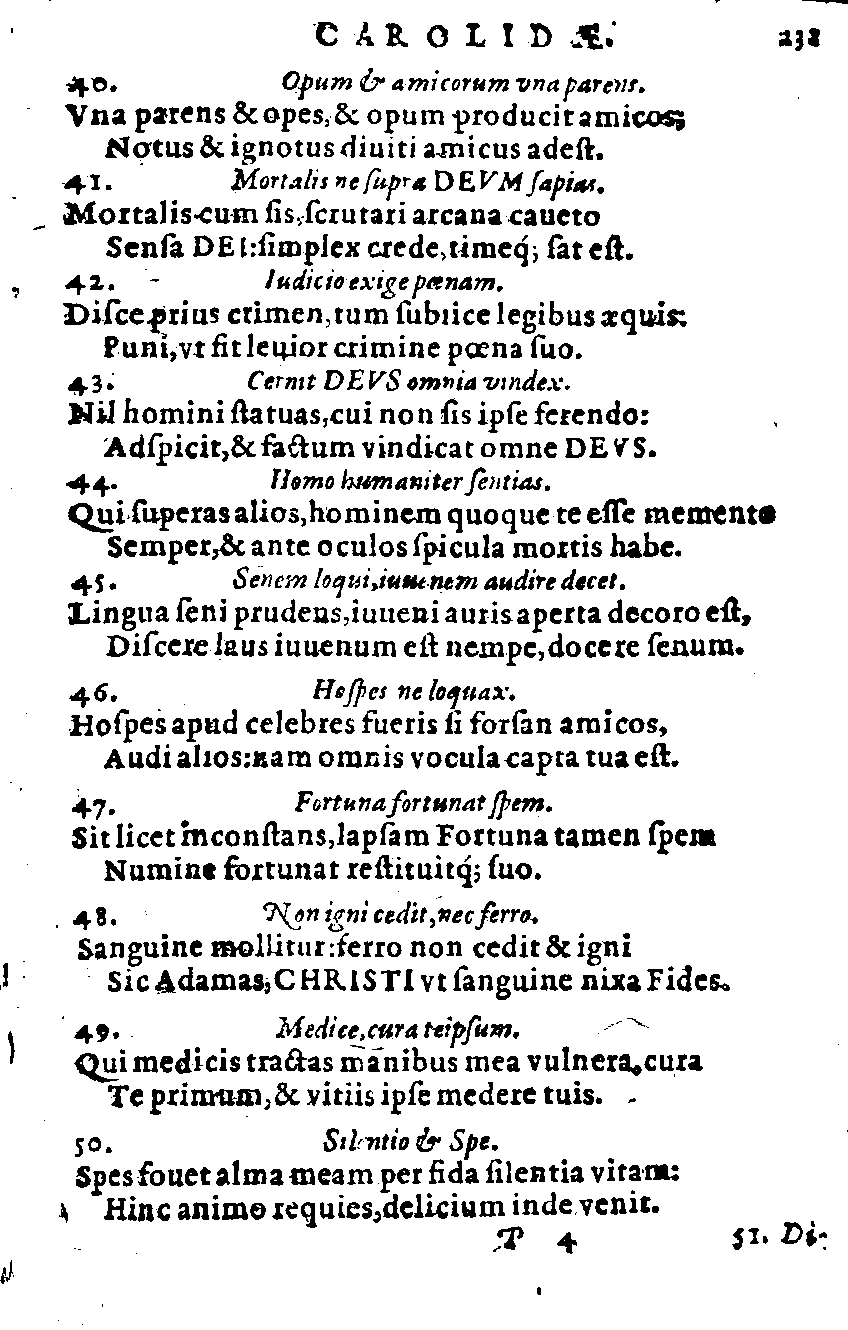 CAROLIDÆ. 232
40. Opum & amicorum vna parens.
Vna parens & opes, & opum producit amicos;
Notus & ignotus diuiti amicus adeſt.
41. Mortalis ne ſupra DEVM ſapias.
Mortalis cum ſis, ſcrutari arcana caueto
Senſa DEI: ſimplex crede, timeq́; ſat eſt.
42. Iudicio exige pœnam.
Diſce prius crimen, tum ſubiice legibus æquis:
Puni, vt ſit leuior crimine pœna ſuo.
43. Cernit DEVS omnia vindex.
Nil homini ſtatuas, cui non ſis ipſe ferendo:
Adſpicit, & factum vindicat omne DEVS.
44. Homo humaniter ſentias.
Qui ſuperas alios, hominem quoque te eſſe memento
Semper, & ante oculos ſpicula mortis habe.
45. Senem loqui, iuuenem audire decet.
Lingua ſeni prudens, iuueni auris aperta decoro eſt,
Diſcere laus iuuenum eſt nempe, docere ſenum.
46. Hoſpes ne loquax.
Hoſpes apud celebres fueris ſi forſan amicos,
Audi alios: nam omnis vocula capta tua eſt.
47. Fortuna fortunat ſpem.
Sit licet inconſtans, lapſam Fortuna tamen ſpem
Numine fortunat reſtituitq́; ſuo.
48. Non igni cedit, nec ferro.
Sanguine mollitur: ferro non cedit & igni
Sic Adamas, CHRISTI vt ſanguine nixa Fides.
49. Medice, cura teipſum.
Qui medicis tractas manibus mea vulnera, cura
Te primum, & vitiis ipſe medere tuis.
50. Silentio & Spe.
Spes fouet alma meam per fida ſilentia vitam:
Hinc animo requies, delicium inde venit.
T 4 51. Di-